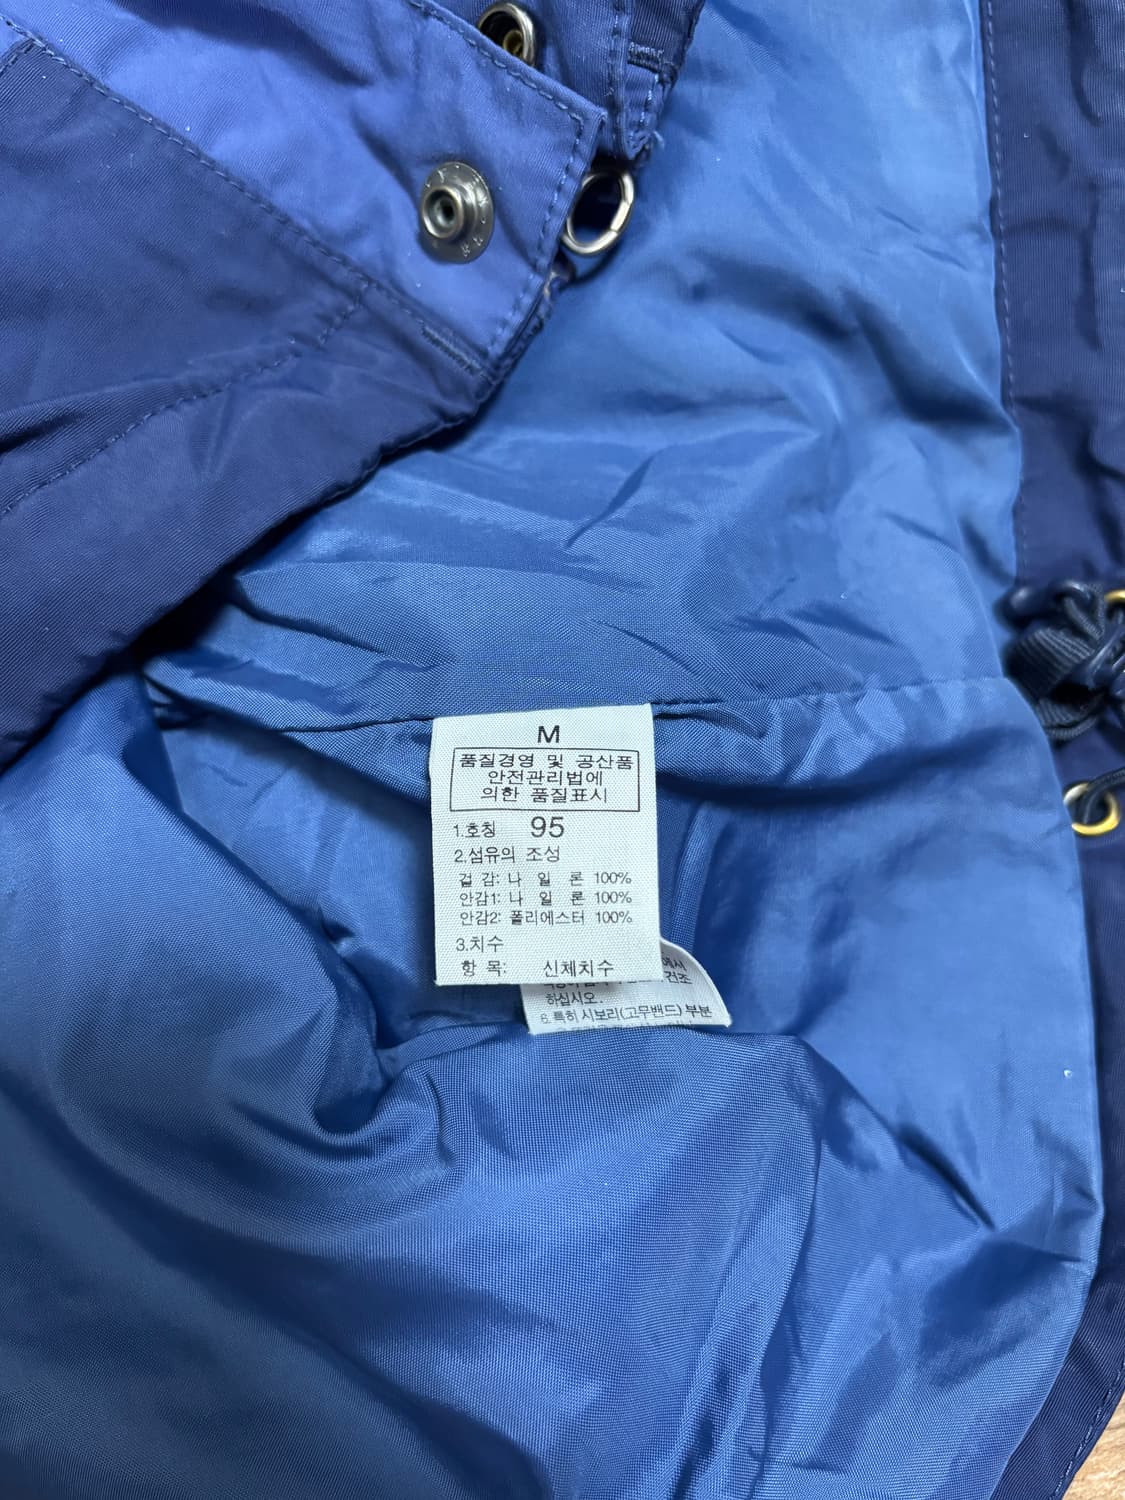 M
품질경영 및 공산품
안전관리법에
의한 품질표시
1.호칭 95
2.섬유의 조성
겉 감: 나 일 론 100%
안감1: 나 일 론 100%
안감2: 폴리에스터 100%
3.치수
항 목: 신체치수
에서
건조
하십시오.
6.특히 시보리(고무밴드) 부분